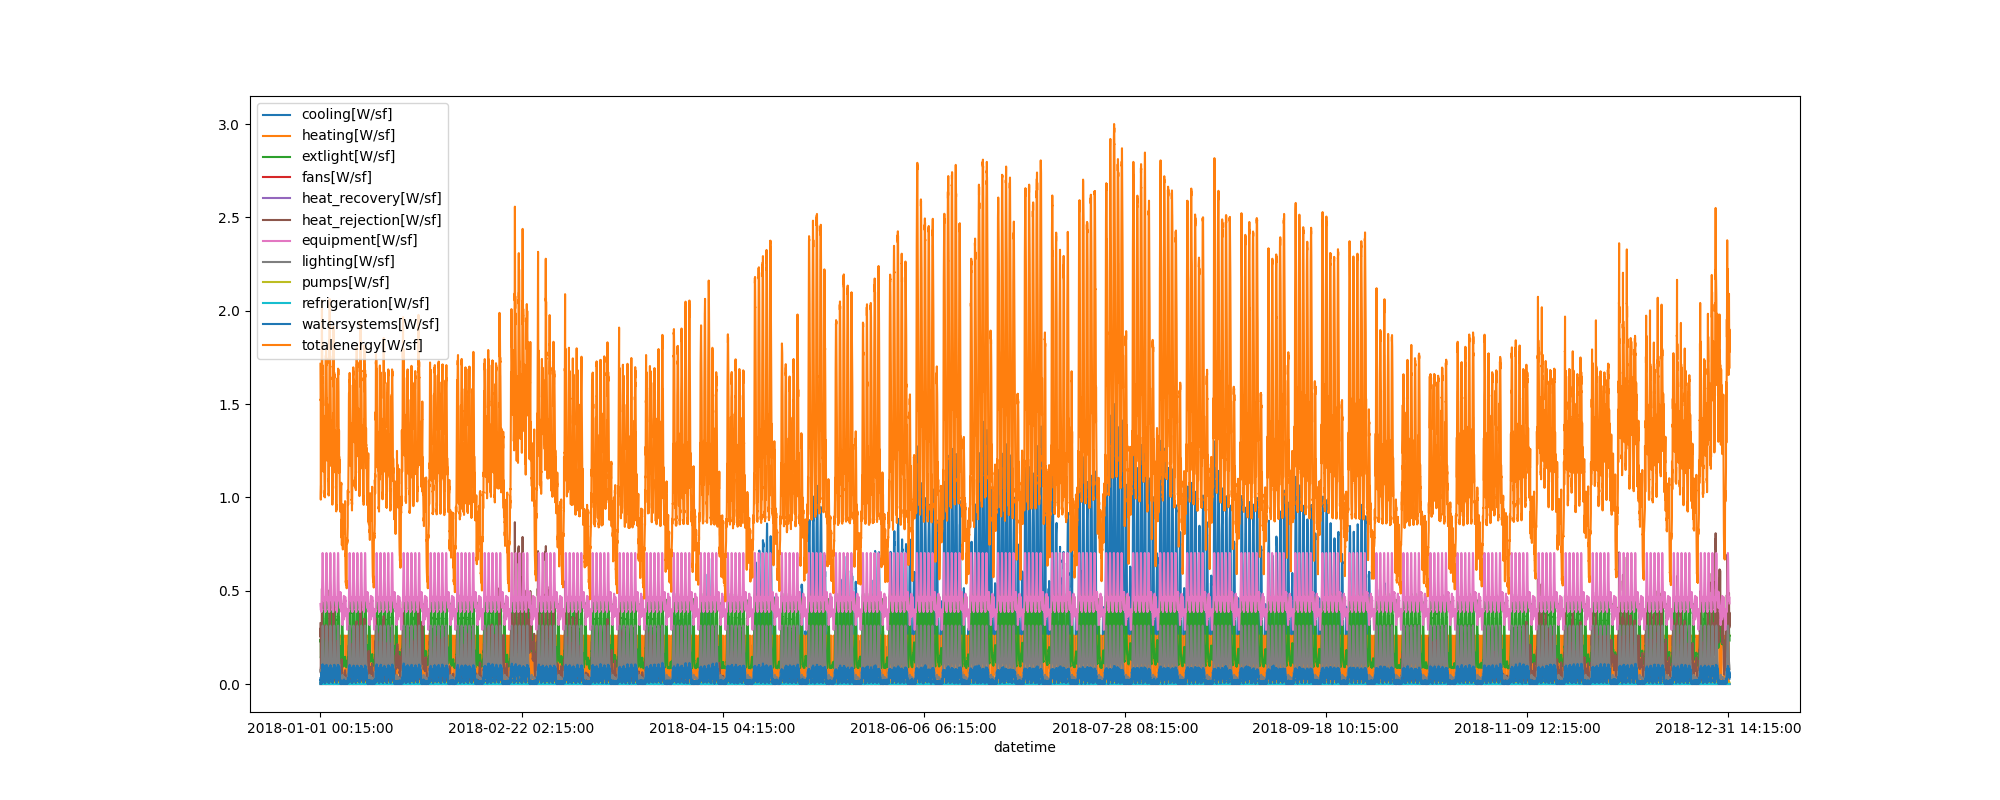 3.0
2.5
2.0
1.5
1.0
0.5
0.0
cooling[W/sf]
heating[W/sf]
extlight[W/sf]
fans[W/sf]
heat_recovery[W/sf]
heat_rejection[W/sf]
equipment[W/sf]
lighting[W/sf]
pumps[W/sf]
refrigeration[W/sf]
watersystems[W/sf]
totalenergy[W/sf]
2018-01-01 00:15:00 2018-02-22 02:15:00 2018-04-15 04:15:00 2018-06-06 06:15:00 2018-07-28 08:15:00 2018-09-18 10:15:00 2018-11-09 12:15:00 2018-12-31 14:15:00
datetime